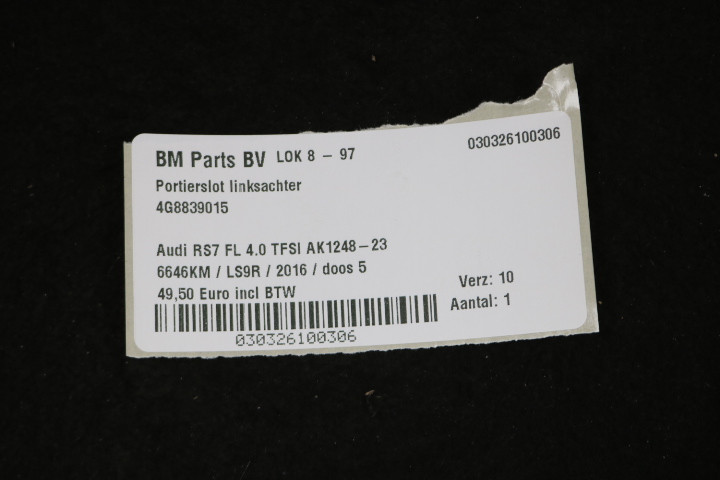 BM Parts BV LOK 8 - 97 030326100306
Portierslot linksachter
4G8839015
Audi RS7 FL 4.0 TFSI AK1248-23
6646KM / LS9R / 2016 / doos 5
49,50 Euro incl BTW
Verz: 10
Aantal: 1
030326100306